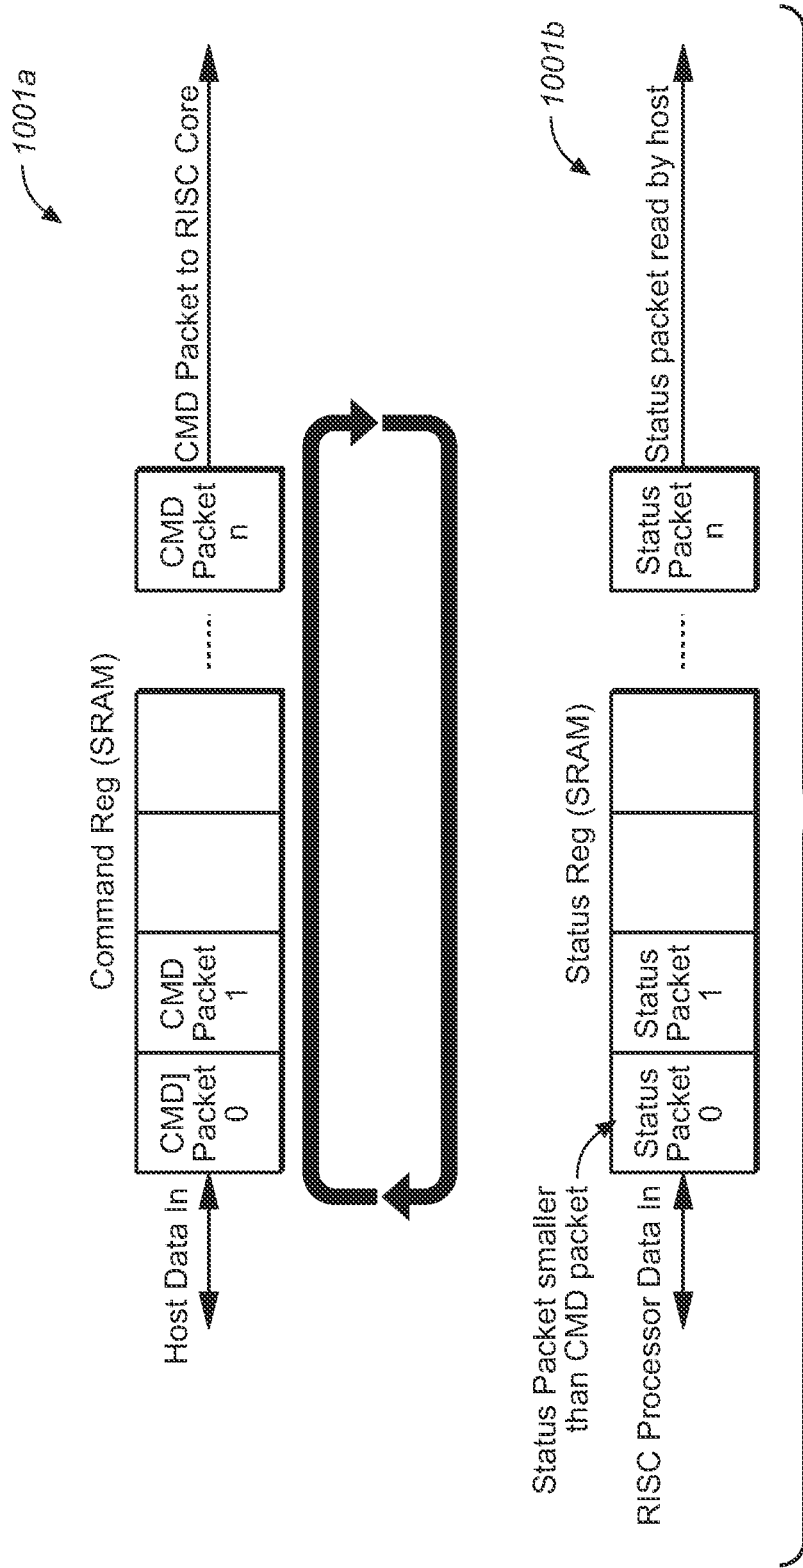 1001a
Command Reg (SRAM)
Host Data In
CMD]
Packet
0
CMD
Packet
1
.....
CMD
Packet
n
CMD Packet to RISC Core
1001b
Status Packet smaller
than CMD packet
Status Reg (SRAM)
RISC Processor Data In
Status
Packet
0
Status
Packet
1
.....
Status
Packet
n
Status packet read by host